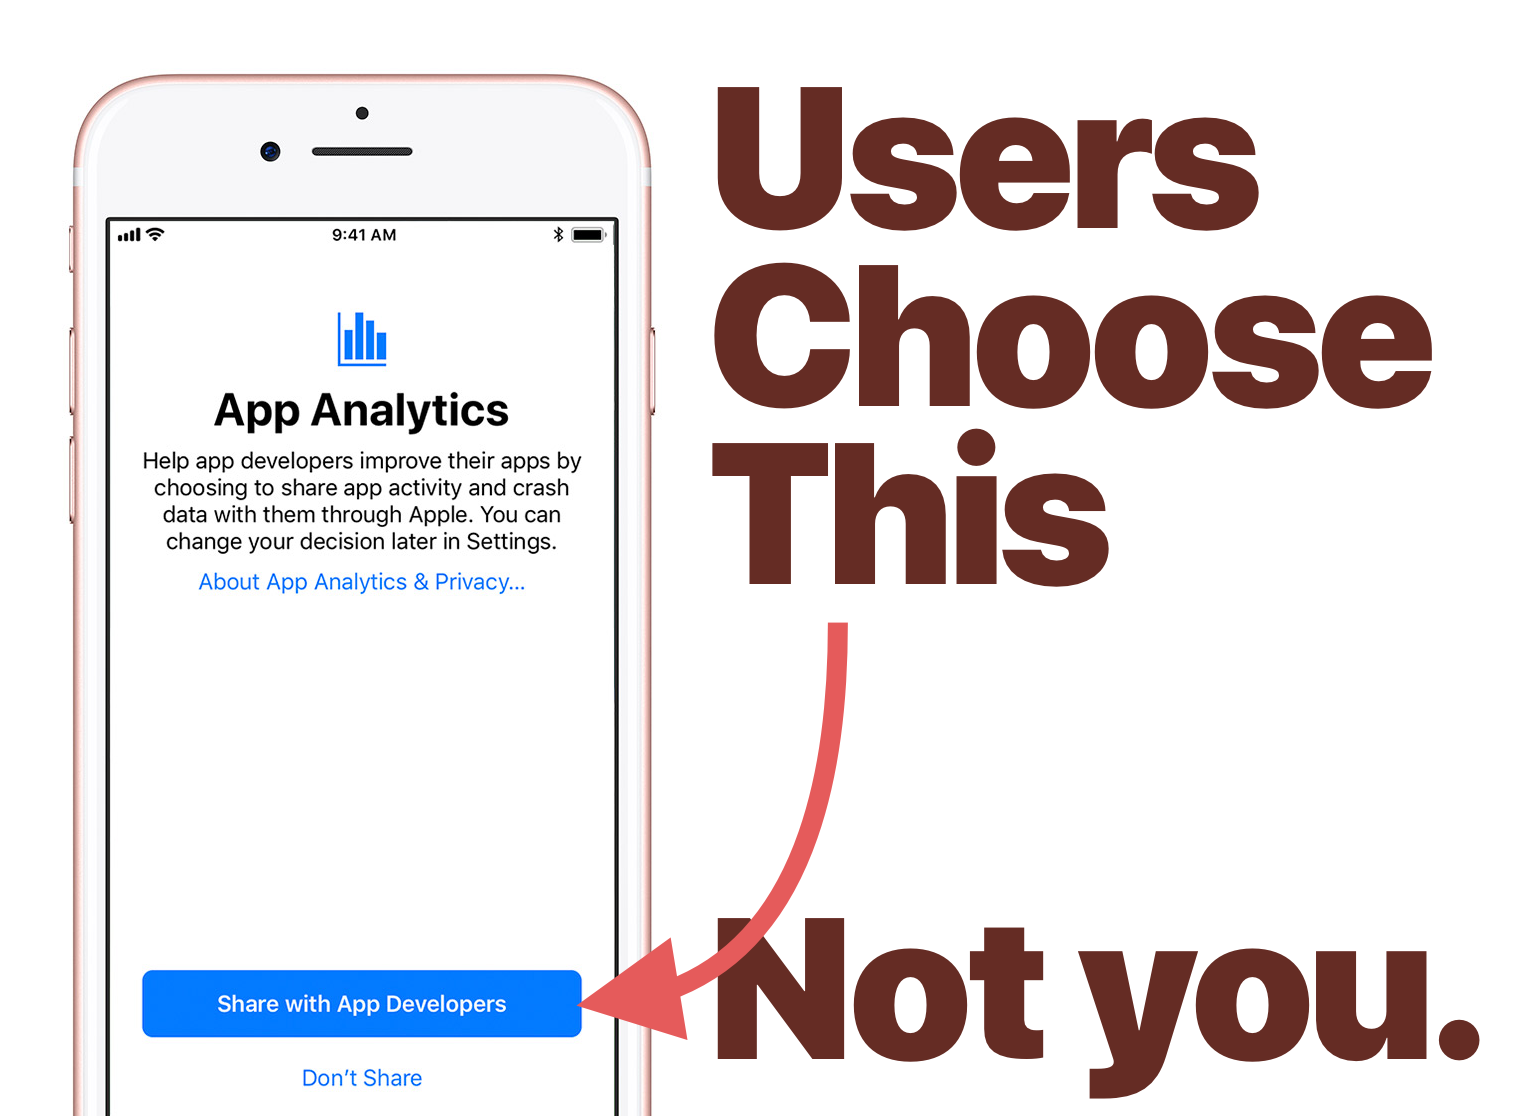 9:41 AM
App Analytics
Help app developers improve their apps by
choosing to share app activity and crash
data with them through Apple. You can
change your decision later in Settings.
About App Analytics & Privacy...
Share with App Developers
Don’t Share
Users
Choose
This
Not you.